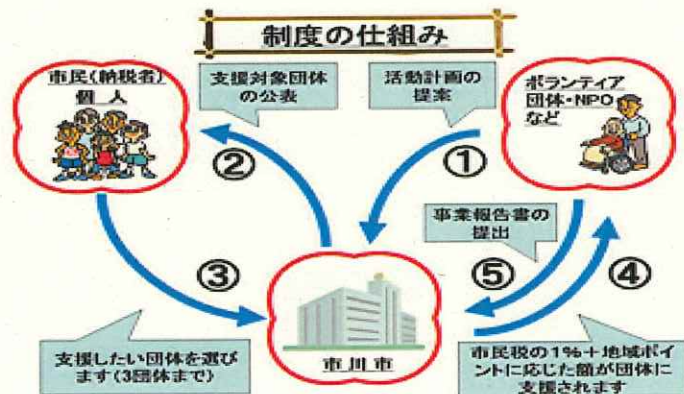 制度の仕組み
市民(納税者)
個人
支援対象団体
の公表
活動計画の
提案
ボランティア
団体・NPO
など
②
①
事業報告書の
提出
③
⑤
④
支援したい団体を選び
ます(3団体まで)
市川市
市民税の1%+地域ポイ
ントに応じた額が団体に
支援されます